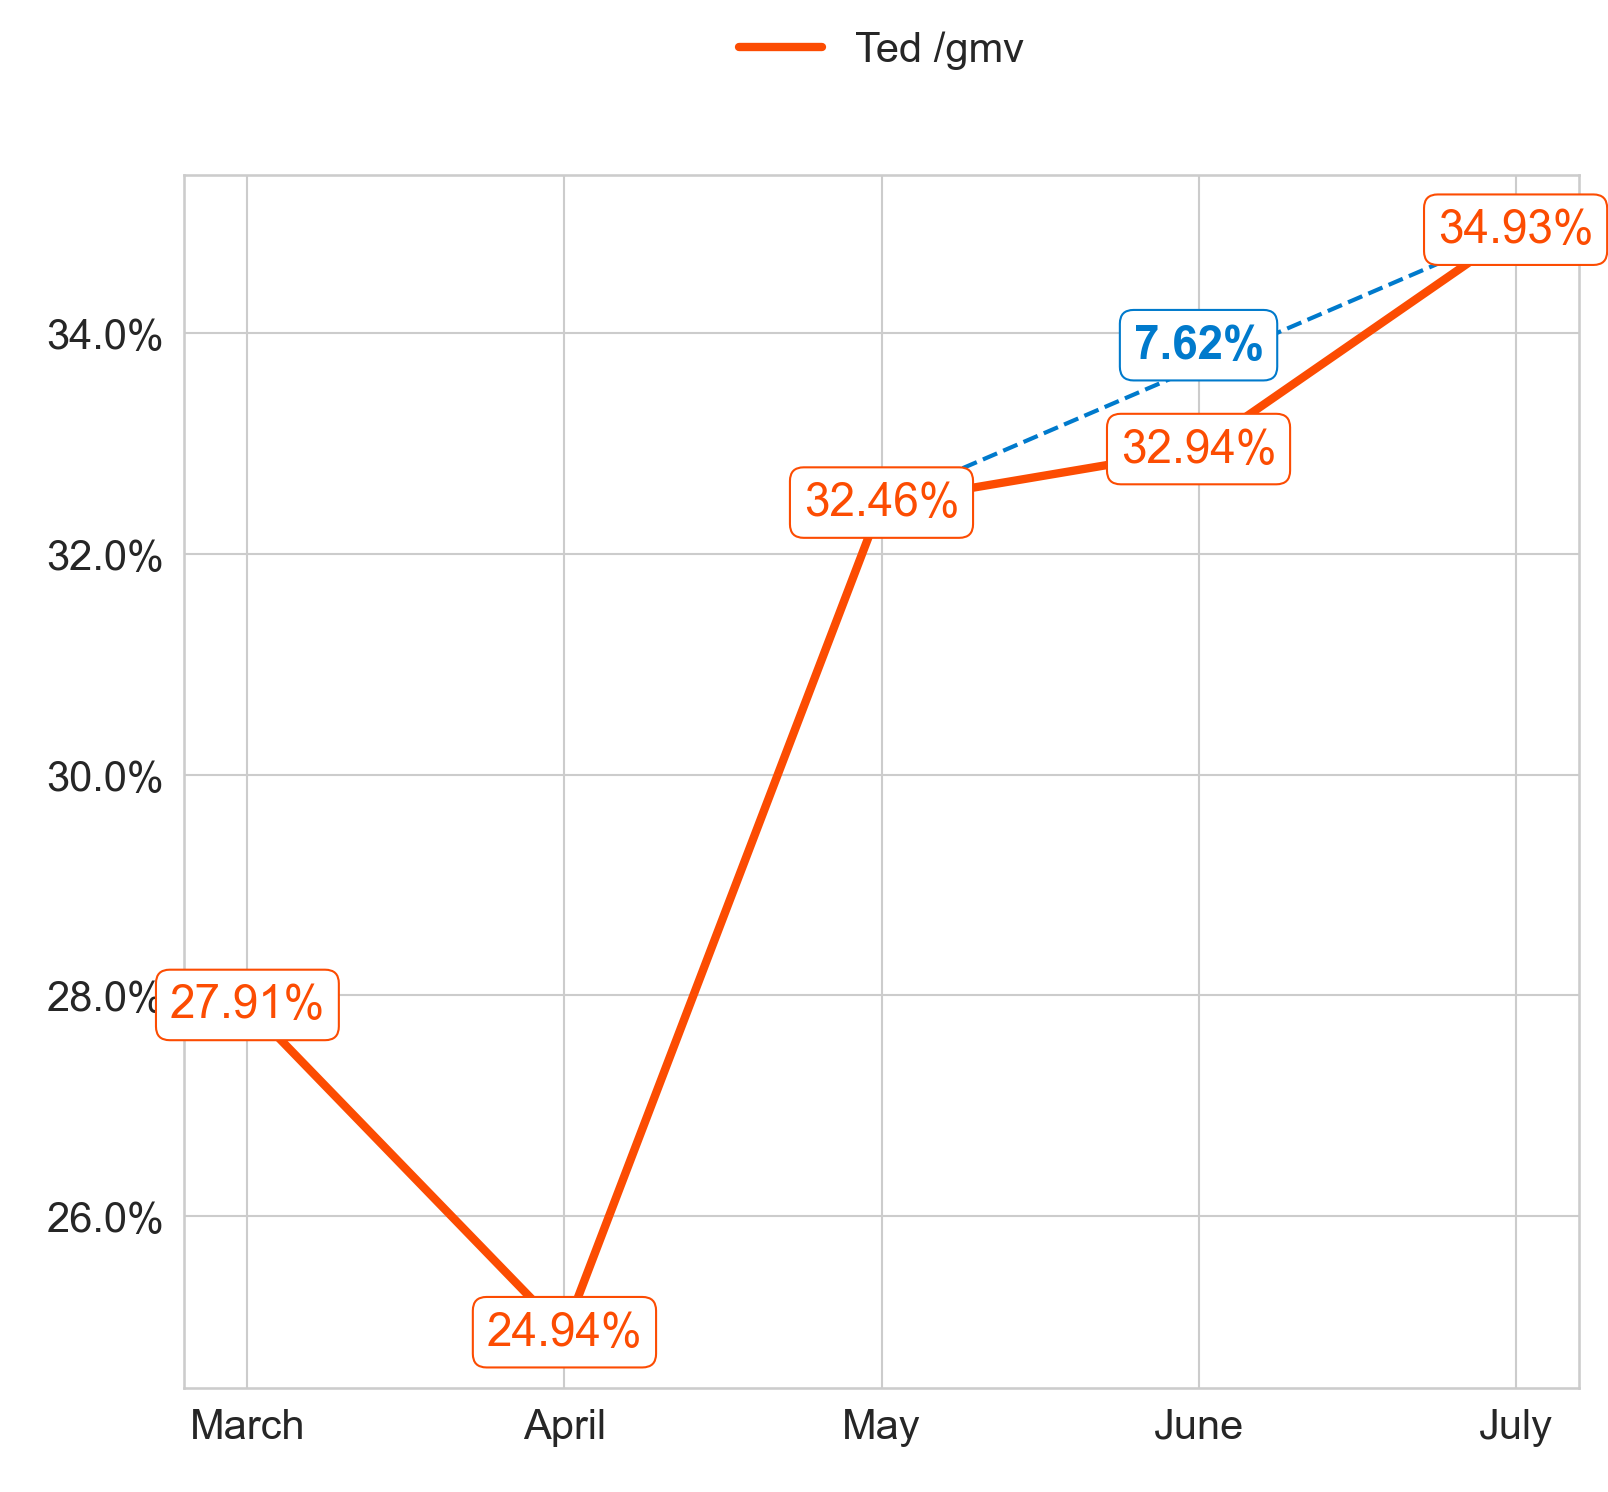 Ted /gmv
34.93%
34.0%
7.62%
32.94%
32.46%
32.0%
30.0%
28.0%
27.91%
26.0%
24.94%
March
April
May
June
July